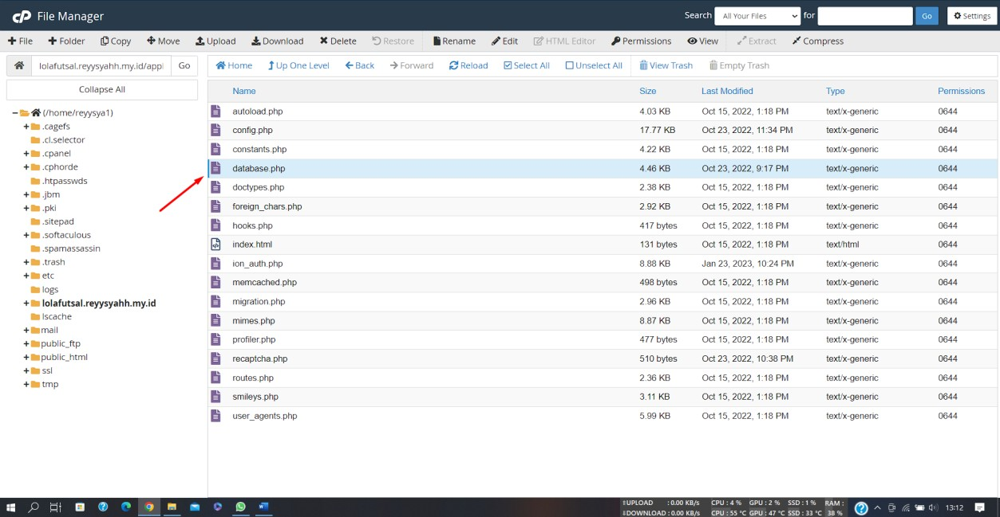 cP File Manager
Search All Your Files for Go Settings
+ File + Folder Copy Move Upload Download Delete Restore Rename Edit HTML Editor Permissions View Extract Compress
lolafutsal.reyysyahh.my.id/appl Go
Home Up One Level Back Forward Reload Select All Unselect All View Trash Empty Trash
Collapse All
− (/home/reyysya1)
+ .cagefs
.cl.selector
+ .cpanel
+ .cphorde
.htpasswds
+ .jbm
+ .pki
.sitepad
+ .softaculous
.spamassassin
+ .trash
+ etc
logs
+ lolafutsal.reyysyahh.my.id
lscache
+ mail
+ public_ftp
+ public_html
+ ssl
+ tmp
Name Size Last Modified Type Permissions
autoload.php 4.03 KB Oct 15, 2022, 1:18 PM text/x-generic 0644
config.php 17.77 KB Oct 23, 2022, 11:34 PM text/x-generic 0644
constants.php 4.22 KB Oct 15, 2022, 1:18 PM text/x-generic 0644
database.php 4.46 KB Oct 23, 2022, 9:17 PM text/x-generic 0644
doctypes.php 2.38 KB Oct 15, 2022, 1:18 PM text/x-generic 0644
foreign_chars.php 2.92 KB Oct 15, 2022, 1:18 PM text/x-generic 0644
hooks.php 417 bytes Oct 15, 2022, 1:18 PM text/x-generic 0644
index.html 131 bytes Oct 15, 2022, 1:18 PM text/html 0644
ion_auth.php 8.88 KB Jan 23, 2023, 10:24 PM text/x-generic 0644
memcached.php 498 bytes Oct 15, 2022, 1:18 PM text/x-generic 0644
migration.php 2.96 KB Oct 15, 2022, 1:18 PM text/x-generic 0644
mimes.php 8.87 KB Oct 15, 2022, 1:18 PM text/x-generic 0644
profiler.php 477 bytes Oct 15, 2022, 1:18 PM text/x-generic 0644
recaptcha.php 510 bytes Oct 23, 2022, 10:38 PM text/x-generic 0644
routes.php 2.36 KB Oct 15, 2022, 1:18 PM text/x-generic 0644
smileys.php 3.11 KB Oct 15, 2022, 1:18 PM text/x-generic 0644
user_agents.php 5.99 KB Oct 15, 2022, 1:18 PM text/x-generic 0644
UPLOAD : 0.00 KB/s CPU : 4 % GPU : 2 % SSD : 1 % RAM :
DOWNLOAD : 0.00 KB/s CPU : 55 °C GPU : 47 °C SSD : 33 °C 38 %
13:12